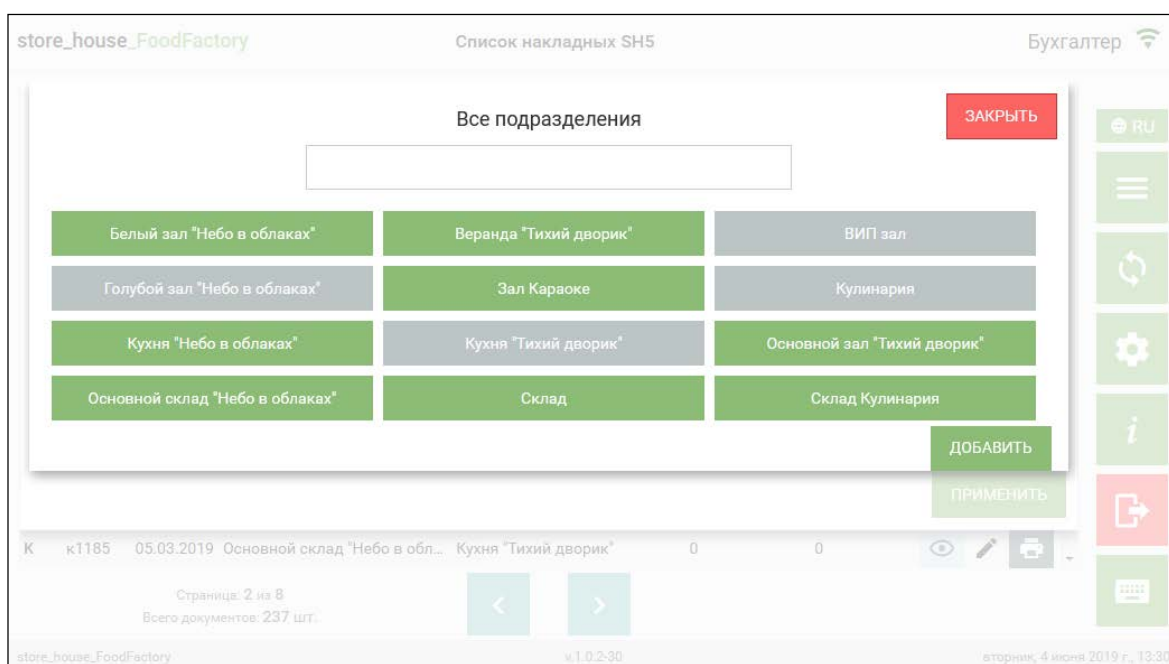 store_house_FoodFactory Список накладных SH5 Бухгалтер
Все подразделения ЗАКРЫТЬ
RU
Белый зал "Небо в облаках" Веранда "Тихий дворик" ВИП зал
Голубой зал "Небо в облаках" Зал Караоке Кулинария
Кухня "Небо в облаках" Кухня "Тихий дворик" Основной зал "Тихий дворик"
Основной склад "Небо в облаках" Склад Склад Кулинария
ДОБАВИТЬ
ПРИМЕНИТЬ
К к1185 05.03.2019 Основной склад "Небо в обл... Кухня "Тихий дворик" 0 0
Страница: 2 из 8
Всего документов: 237 шт.
store_house_FoodFactory v.1.0.2-30 вторник, 4 июня 2019 г., 13:30